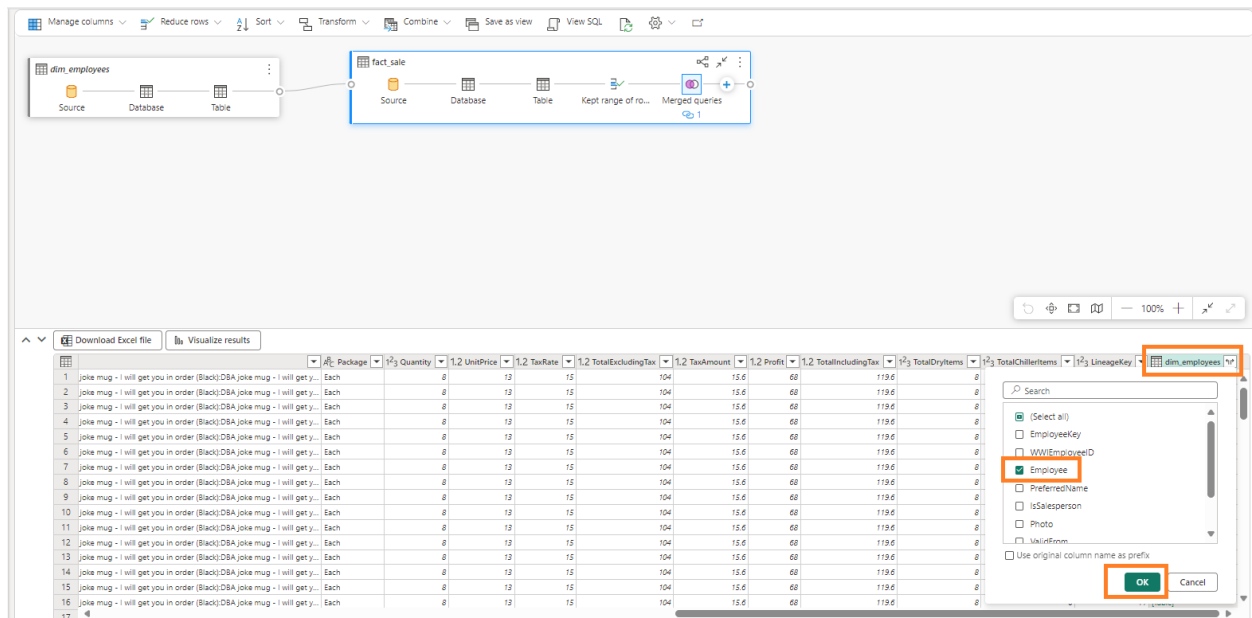 Manage columns Reduce rows Sort Transform Combine Save as view View SQL
dim_employees
Source Database Table
fact_sale
Source Database Table Kept range of ro... Merged queries
1
100%
Download Excel file Visualize results
Package Quantity UnitPrice TaxRate TotalExcludingTax TaxAmount Profit TotalIncludingTax TotalDryItems TotalChillerItems LineageKey dim_employees
1 joke mug - I will get you in order (Black):DBA joke mug - I will get y... Each 8 13 15 104 15.6 68 119.6 8
2 joke mug - I will get you in order (Black):DBA joke mug - I will get y... Each 8 13 15 104 15.6 68 119.6 8
3 joke mug - I will get you in order (Black):DBA joke mug - I will get y... Each 8 13 15 104 15.6 68 119.6 8
4 joke mug - I will get you in order (Black):DBA joke mug - I will get y... Each 8 13 15 104 15.6 68 119.6 8
5 joke mug - I will get you in order (Black):DBA joke mug - I will get y... Each 8 13 15 104 15.6 68 119.6 8
6 joke mug - I will get you in order (Black):DBA joke mug - I will get y... Each 8 13 15 104 15.6 68 119.6 8
7 joke mug - I will get you in order (Black):DBA joke mug - I will get y... Each 8 13 15 104 15.6 68 119.6 8
8 joke mug - I will get you in order (Black):DBA joke mug - I will get y... Each 8 13 15 104 15.6 68 119.6 8
9 joke mug - I will get you in order (Black):DBA joke mug - I will get y... Each 8 13 15 104 15.6 68 119.6 8
10 joke mug - I will get you in order (Black):DBA joke mug - I will get y... Each 8 13 15 104 15.6 68 119.6 8
11 joke mug - I will get you in order (Black):DBA joke mug - I will get y... Each 8 13 15 104 15.6 68 119.6 8
12 joke mug - I will get you in order (Black):DBA joke mug - I will get y... Each 8 13 15 104 15.6 68 119.6 8
13 joke mug - I will get you in order (Black):DBA joke mug - I will get y... Each 8 13 15 104 15.6 68 119.6 8
14 joke mug - I will get you in order (Black):DBA joke mug - I will get y... Each 8 13 15 104 15.6 68 119.6 8
15 joke mug - I will get you in order (Black):DBA joke mug - I will get y... Each 8 13 15 104 15.6 68 119.6 8
16 joke mug - I will get you in order (Black):DBA joke mug - I will get y... Each 8 13 15 104 15.6 68 119.6 8
17
Search
(Select all)
EmployeeKey
WWIEmployeeID
Employee
PreferredName
IsSalesperson
Photo
ValidFrom
Use original column name as prefix
OK Cancel